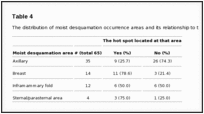 Table 4
The distribution of moist desquamation occurrence areas and its relationship to t
The hot spot located at that area
Moist desquamation area # (total 65) Yes (%) No (%)
Axillary 35 9 (25.7) 26 (74.3)
Breast 14 11 (78.6) 3 (21.4)
Inframammary fold 12 6 (50.0) 6 (50.0)
Sternal/parasternal area 4 3 (75.0) 1 (25.0)